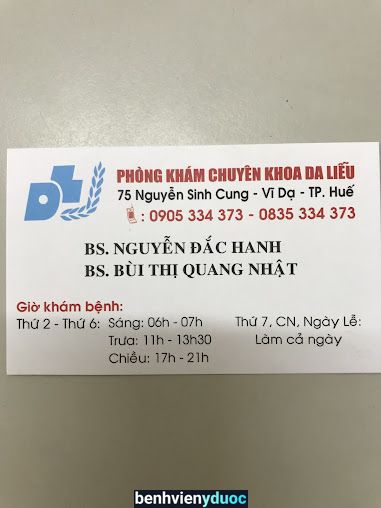 DL
PHÒNG KHÁM CHUYÊN KHOA DA LIỄU
75 Nguyễn Sinh Cung - Vĩ Dạ - TP. Huế
: 0905 334 373 - 0835 334 373
BS. NGUYỄN ĐẮC HANH
BS. BÙI THỊ QUANG NHẬT
Giờ khám bệnh:
Thứ 2 - Thứ 6: Sáng: 06h - 07h
Trưa: 11h - 13h30
Chiều: 17h - 21h
Thứ 7, CN, Ngày Lễ:
Làm cả ngày
benhvienyduoc